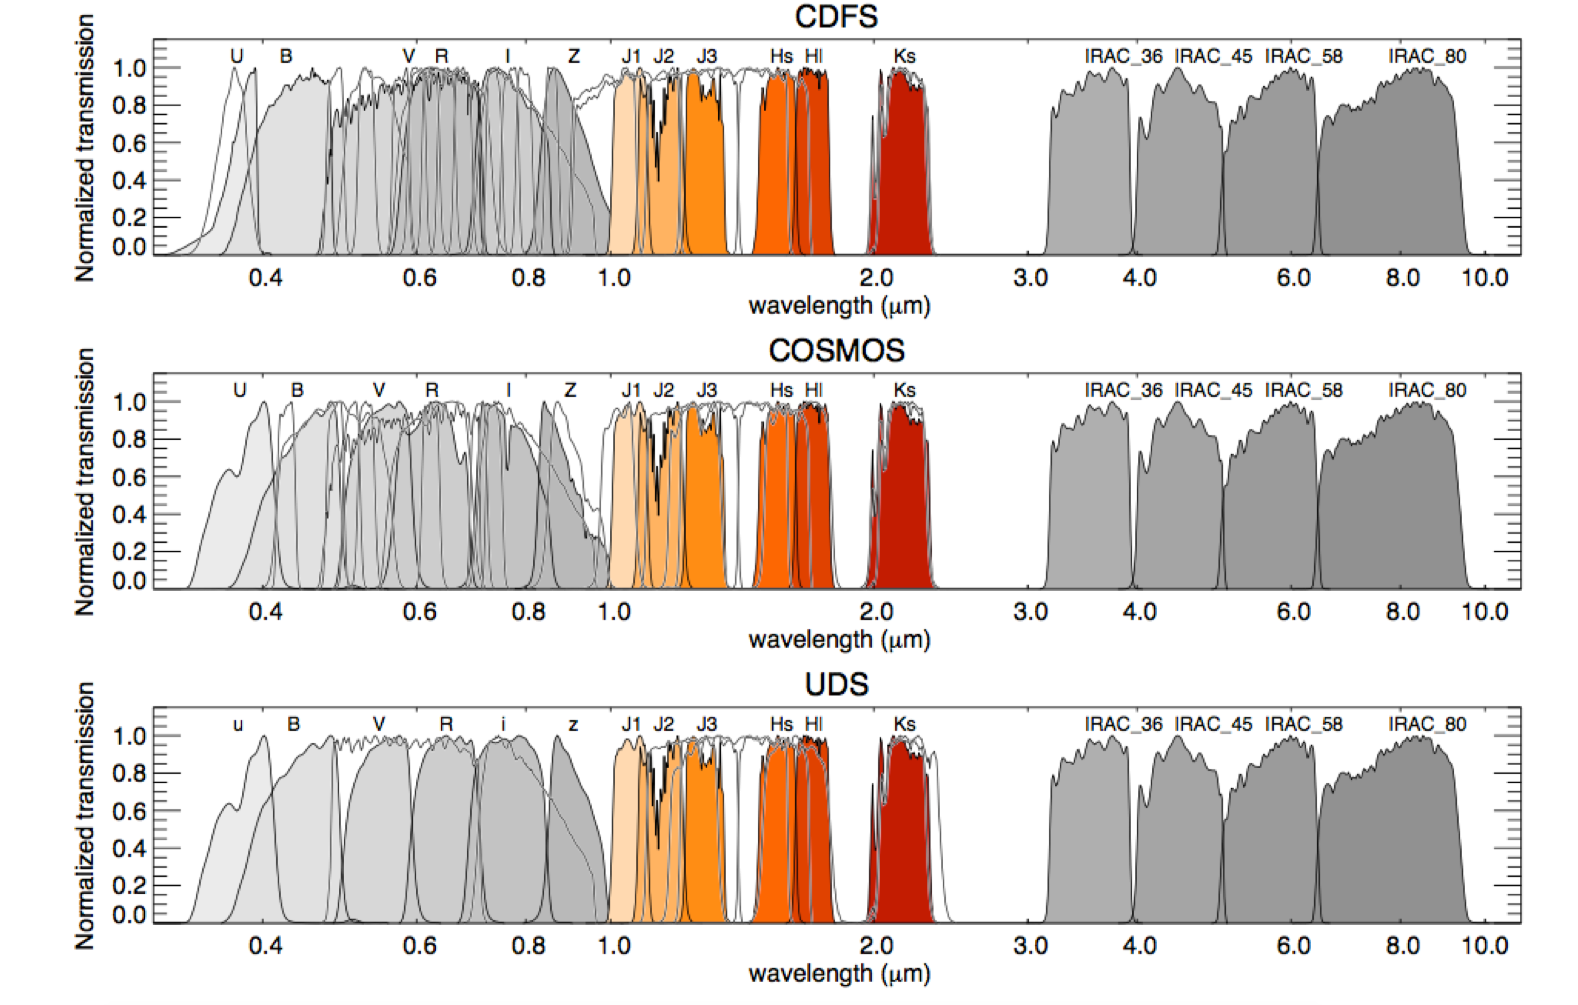 CDFS
U B V R I Z J1 J2 J3 Hs Hl Ks IRAC_36 IRAC_45 IRAC_58 IRAC_80
Normalized transmission
1.0
0.8
0.6
0.4
0.2
0.0
0.4 0.6 0.8 1.0 2.0 3.0 4.0 6.0 8.0 10.0
wavelength (μm)
COSMOS
U B V R I Z J1 J2 J3 Hs Hl Ks IRAC_36 IRAC_45 IRAC_58 IRAC_80
Normalized transmission
1.0
0.8
0.6
0.4
0.2
0.0
0.4 0.6 0.8 1.0 2.0 3.0 4.0 6.0 8.0 10.0
wavelength (μm)
UDS
u B V R i z J1 J2 J3 Hs Hl Ks IRAC_36 IRAC_45 IRAC_58 IRAC_80
Normalized transmission
1.0
0.8
0.6
0.4
0.2
0.0
0.4 0.6 0.8 1.0 2.0 3.0 4.0 6.0 8.0 10.0
wavelength (μm)